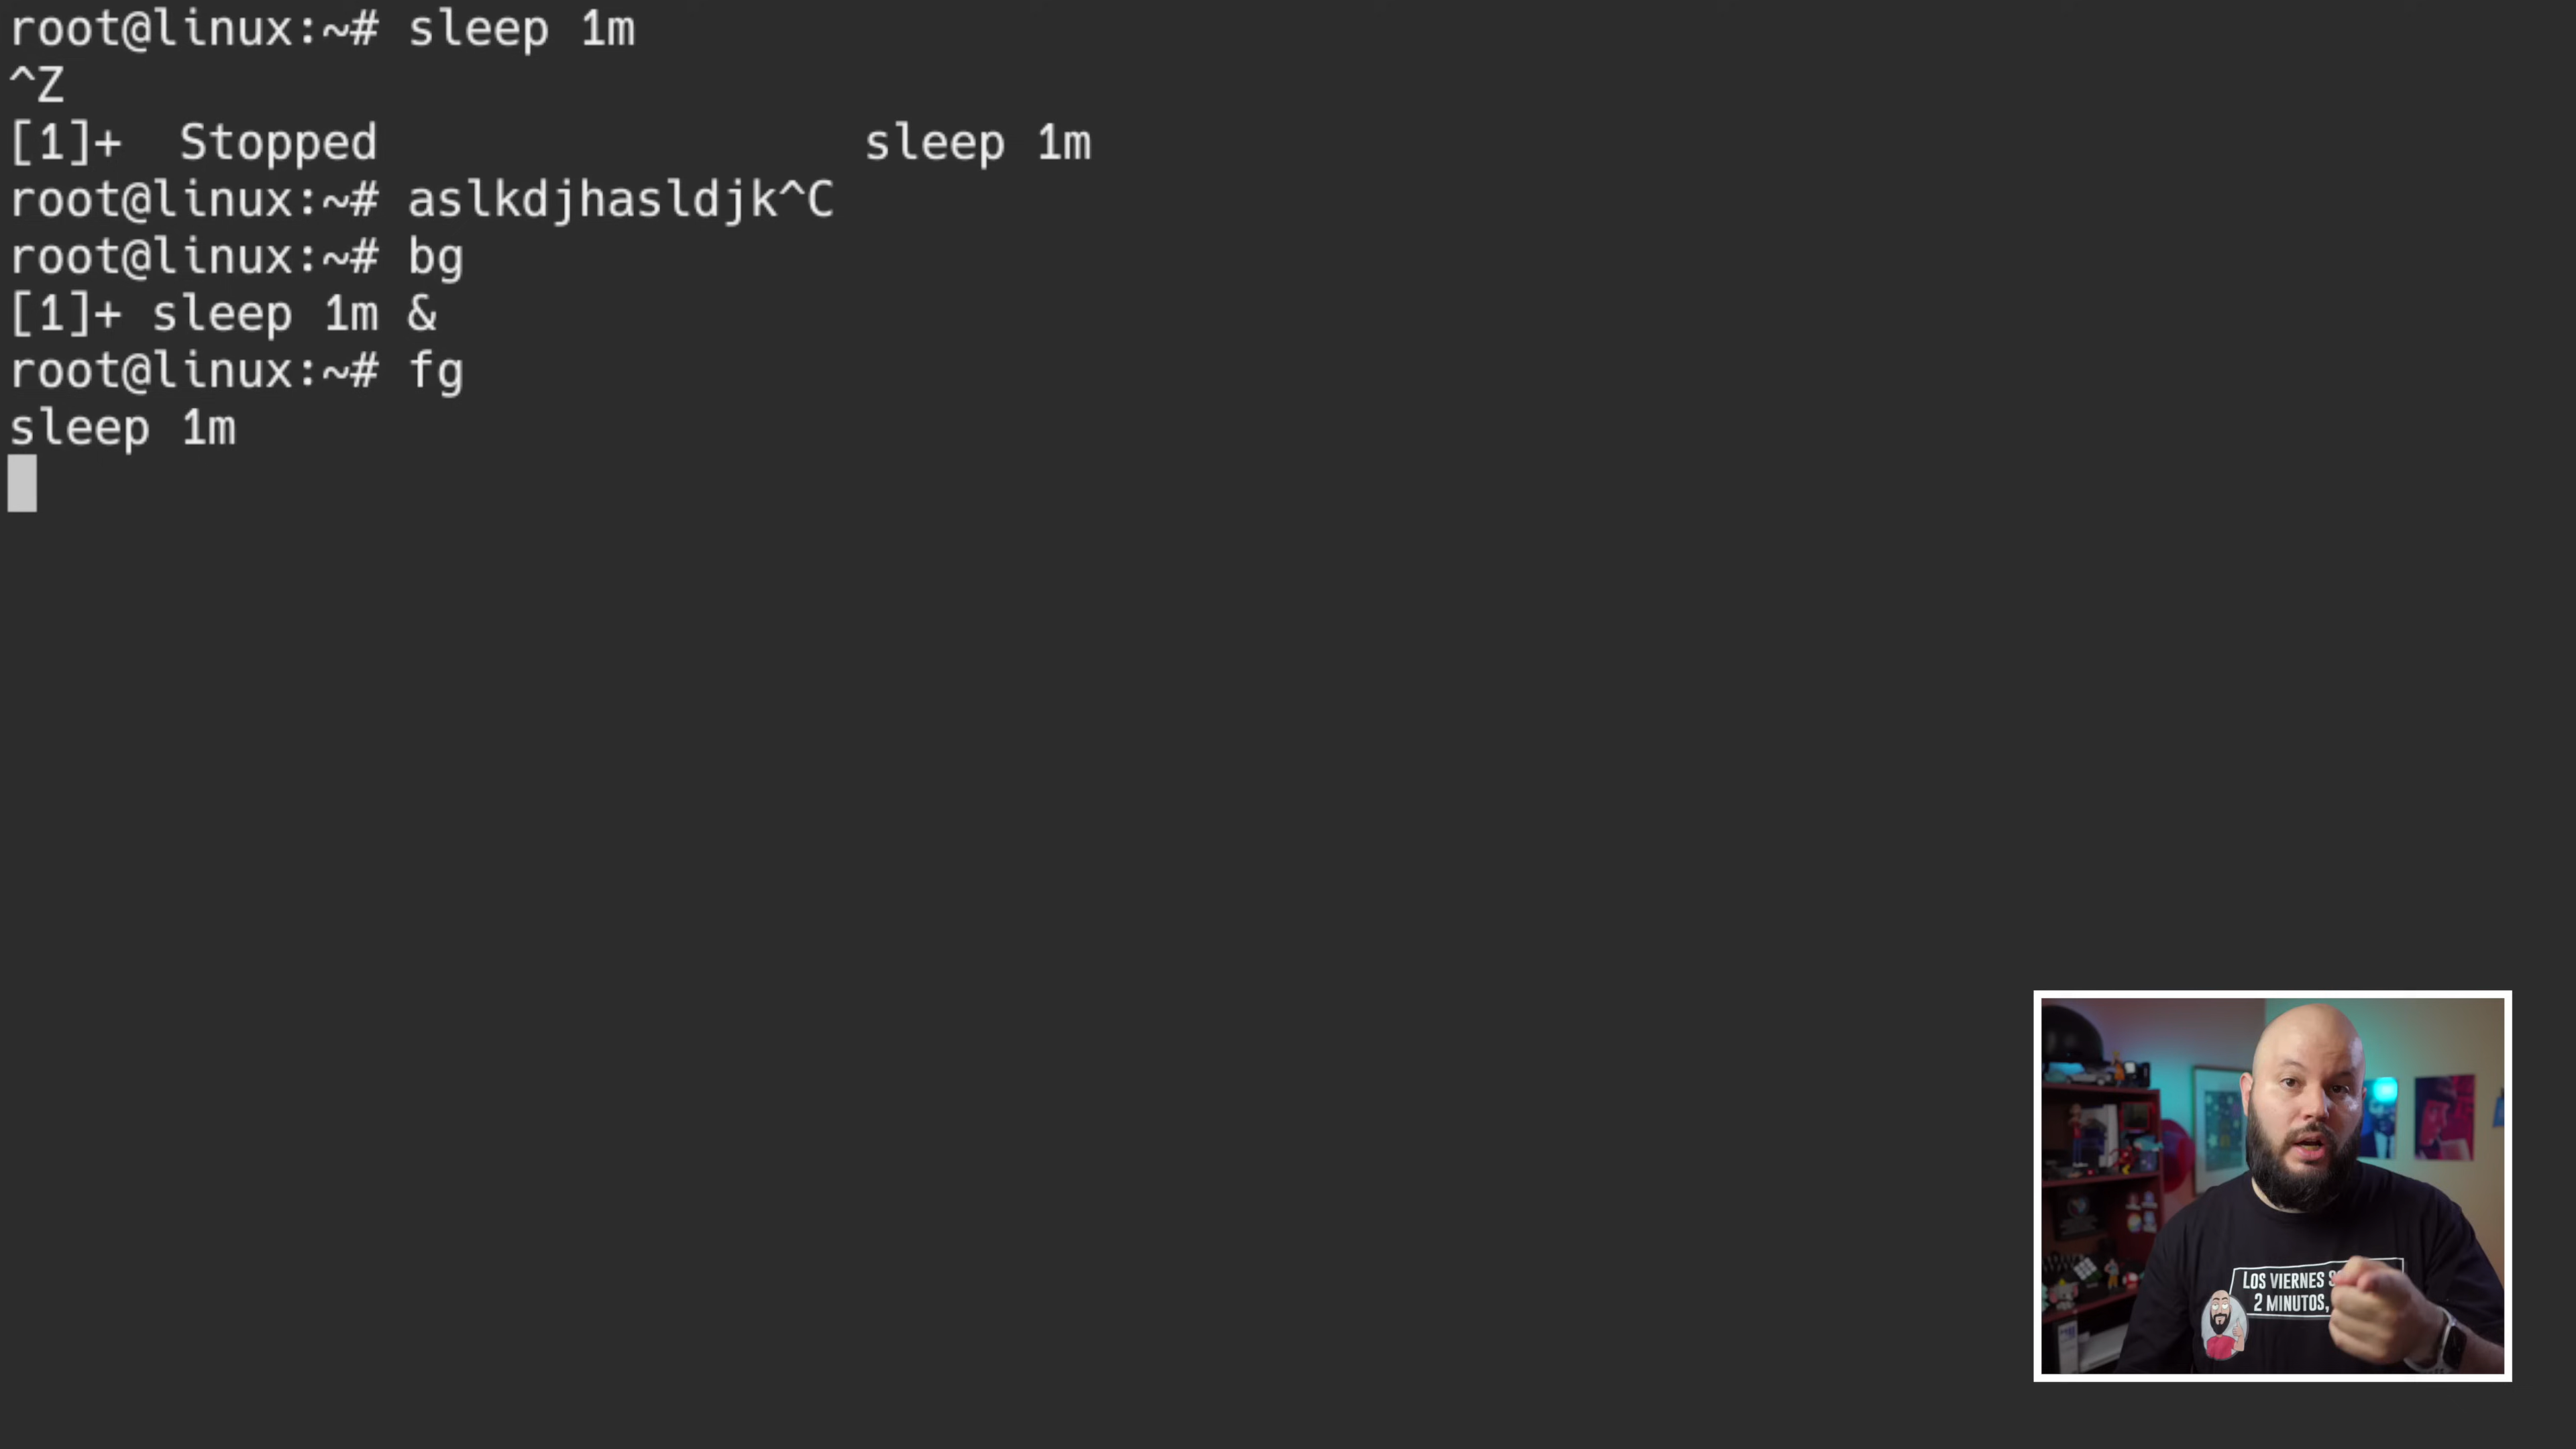 root@linux:~# sleep 1m
^Z
[1]+  Stopped                 sleep 1m
root@linux:~# aslkdjhasldjk^C
root@linux:~# bg
[1]+ sleep 1m &
root@linux:~# fg
sleep 1m
LOS VIERNES
2 MINUTOS,